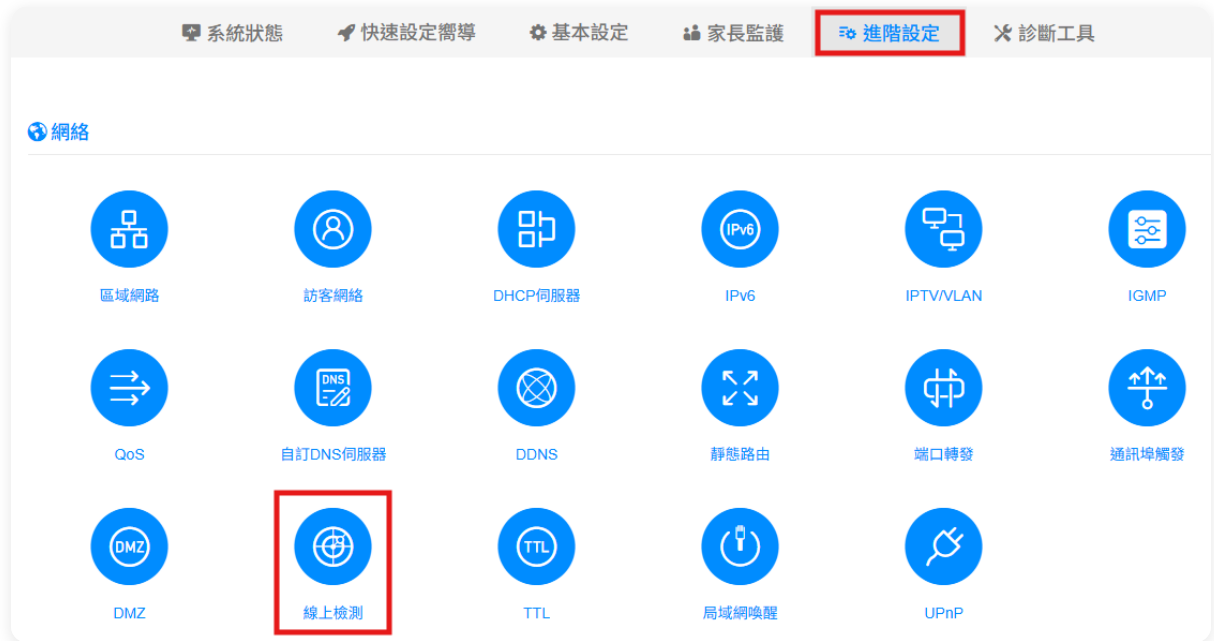 系統狀態 快速設定嚮導 基本設定 家長監護 進階設定 診斷工具
網絡
IPv6
區域網路 訪客網絡 DHCP伺服器 IPv6 IPTV/VLAN IGMP
DNS
QoS 自訂DNS伺服器 DDNS 靜態路由 端口轉發 通訊埠觸發
DMZ TTL
DMZ 線上檢測 TTL 局域網喚醒 UPnP